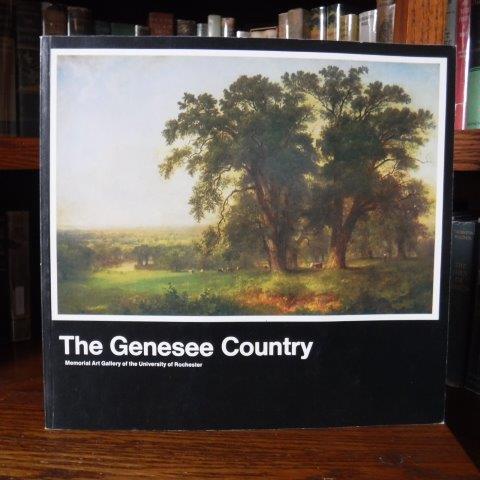 The Genesee Country
Memorial Art Gallery of the University of Rochester